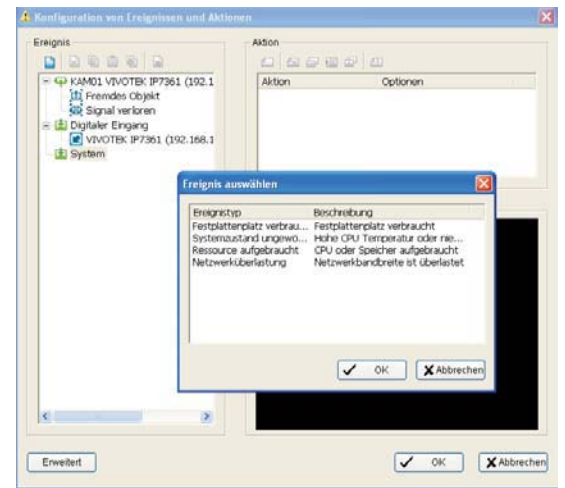 Konfiguration von Ereignissen und Aktionen
Ereignis
KAM01 VIVOTEK IP7361 (192.1
Fremdes Objekt
Signal verloren
Digitaler Eingang
VIVOTEK IP7361 (192.168.1
System
Aktion
Aktion Optionen
Ereignis auswählen
Ereignistyp Beschreibung
Festplattenplatz verbrau... Festplattenplatz verbraucht
Systemzustand ungewo... Hohe CPU Temperatur oder nie...
Ressource aufgebraucht CPU oder Speicher aufgebraucht
Netzwerküberlastung Netzwerkbandbreite ist überlastet
OK Abbrechen
Erweitert OK Abbrechen